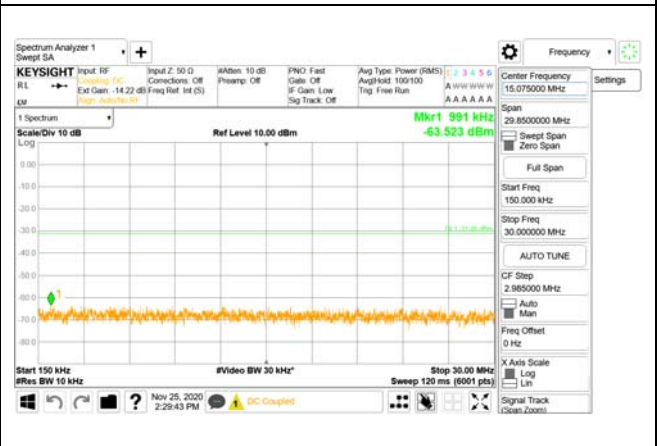 Spectrum Analyzer 1
Swept SA
Frequency
KEYSIGHT
RL
Input: RF
Coupling: DC
Ext Gain: -14.22 dB
Align: Auto/No RF
Input Z: 50 Ω
Corrections: Off
Freq Ref: Int (S)
#Atten: 10 dB
Preamp: Off
PNO: Fast
Gate: Off
IF Gain: Low
Sig Track: Off
Avg Type: Power (RMS)
Avg|Hold: 100/100
Trig: Free Run
1 2 3 4 5 6
A W W W W W
A A A A A A
Center Frequency
15.075000 MHz
Settings
Span
29.8500000 MHz
Swept Span
Zero Span
Full Span
Start Freq
150.000 kHz
Stop Freq
30.000000 MHz
AUTO TUNE
CF Step
2.985000 MHz
Auto
Man
Freq Offset
0 Hz
X Axis Scale
Log
Lin
Signal Track
(Span Zoom)
1 Spectrum
Scale/Div 10 dB
Ref Level 10.00 dBm
Mkr1 991 kHz
-63.523 dBm
Log
0.00
-10.0
-20.0
-30.0
-40.0
-50.0
-60.0
-70.0
-80.0
1
Start 150 kHz
#Res BW 10 kHz
#Video BW 30 kHz*
Stop 30.00 MHz
Sweep 120 ms (6001 pts)
Nov 25, 2020
2:29:43 PM
DC Coupled